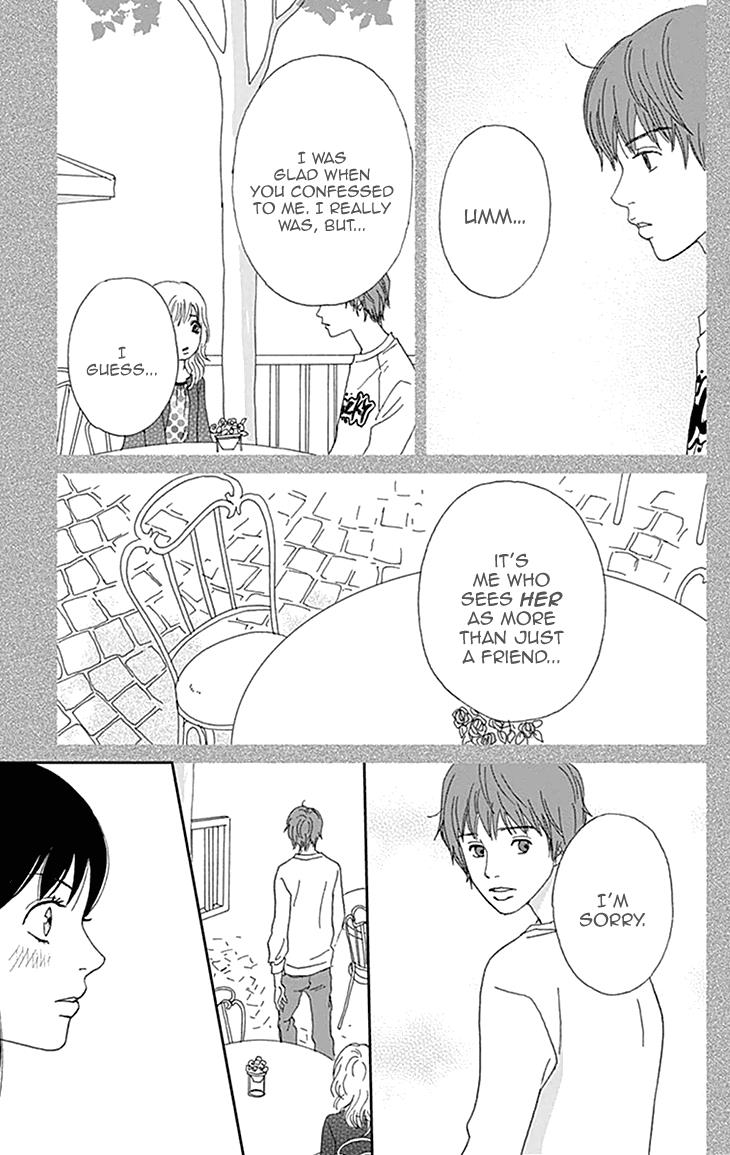 UMM...
I WAS
GLAD WHEN
YOU CONFESSED
TO ME. I REALLY
WAS, BUT...
I
GUESS...
IT'S
ME WHO
SEES HER
AS MORE
THAN JUST
A FRIEND...
I'M
SORRY.